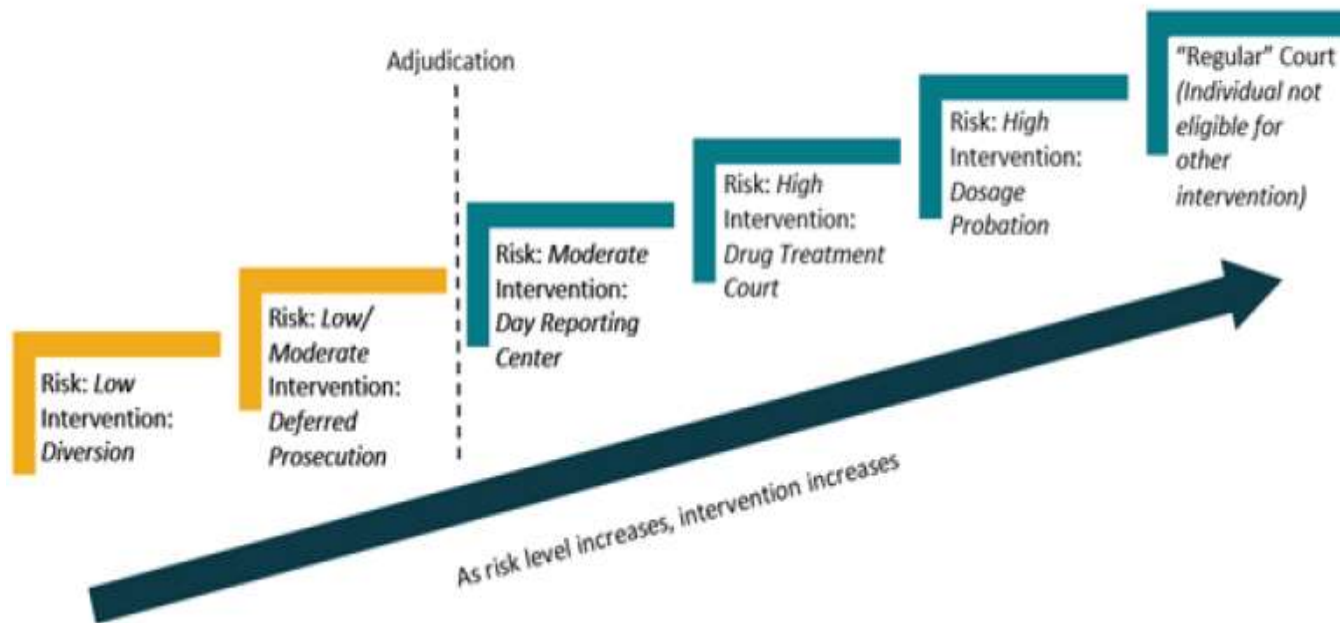 Adjudication
Risk: Low
Intervention:
Diversion
Risk: Low/
Moderate
Intervention:
Deferred
Prosecution
Risk: Moderate
Intervention:
Day Reporting
Center
Risk: High
Intervention:
Drug Treatment
Court
Risk: High
Intervention:
Dosage
Probation
“Regular” Court
(Individual not
eligible for
other
intervention)
As risk level increases, intervention increases